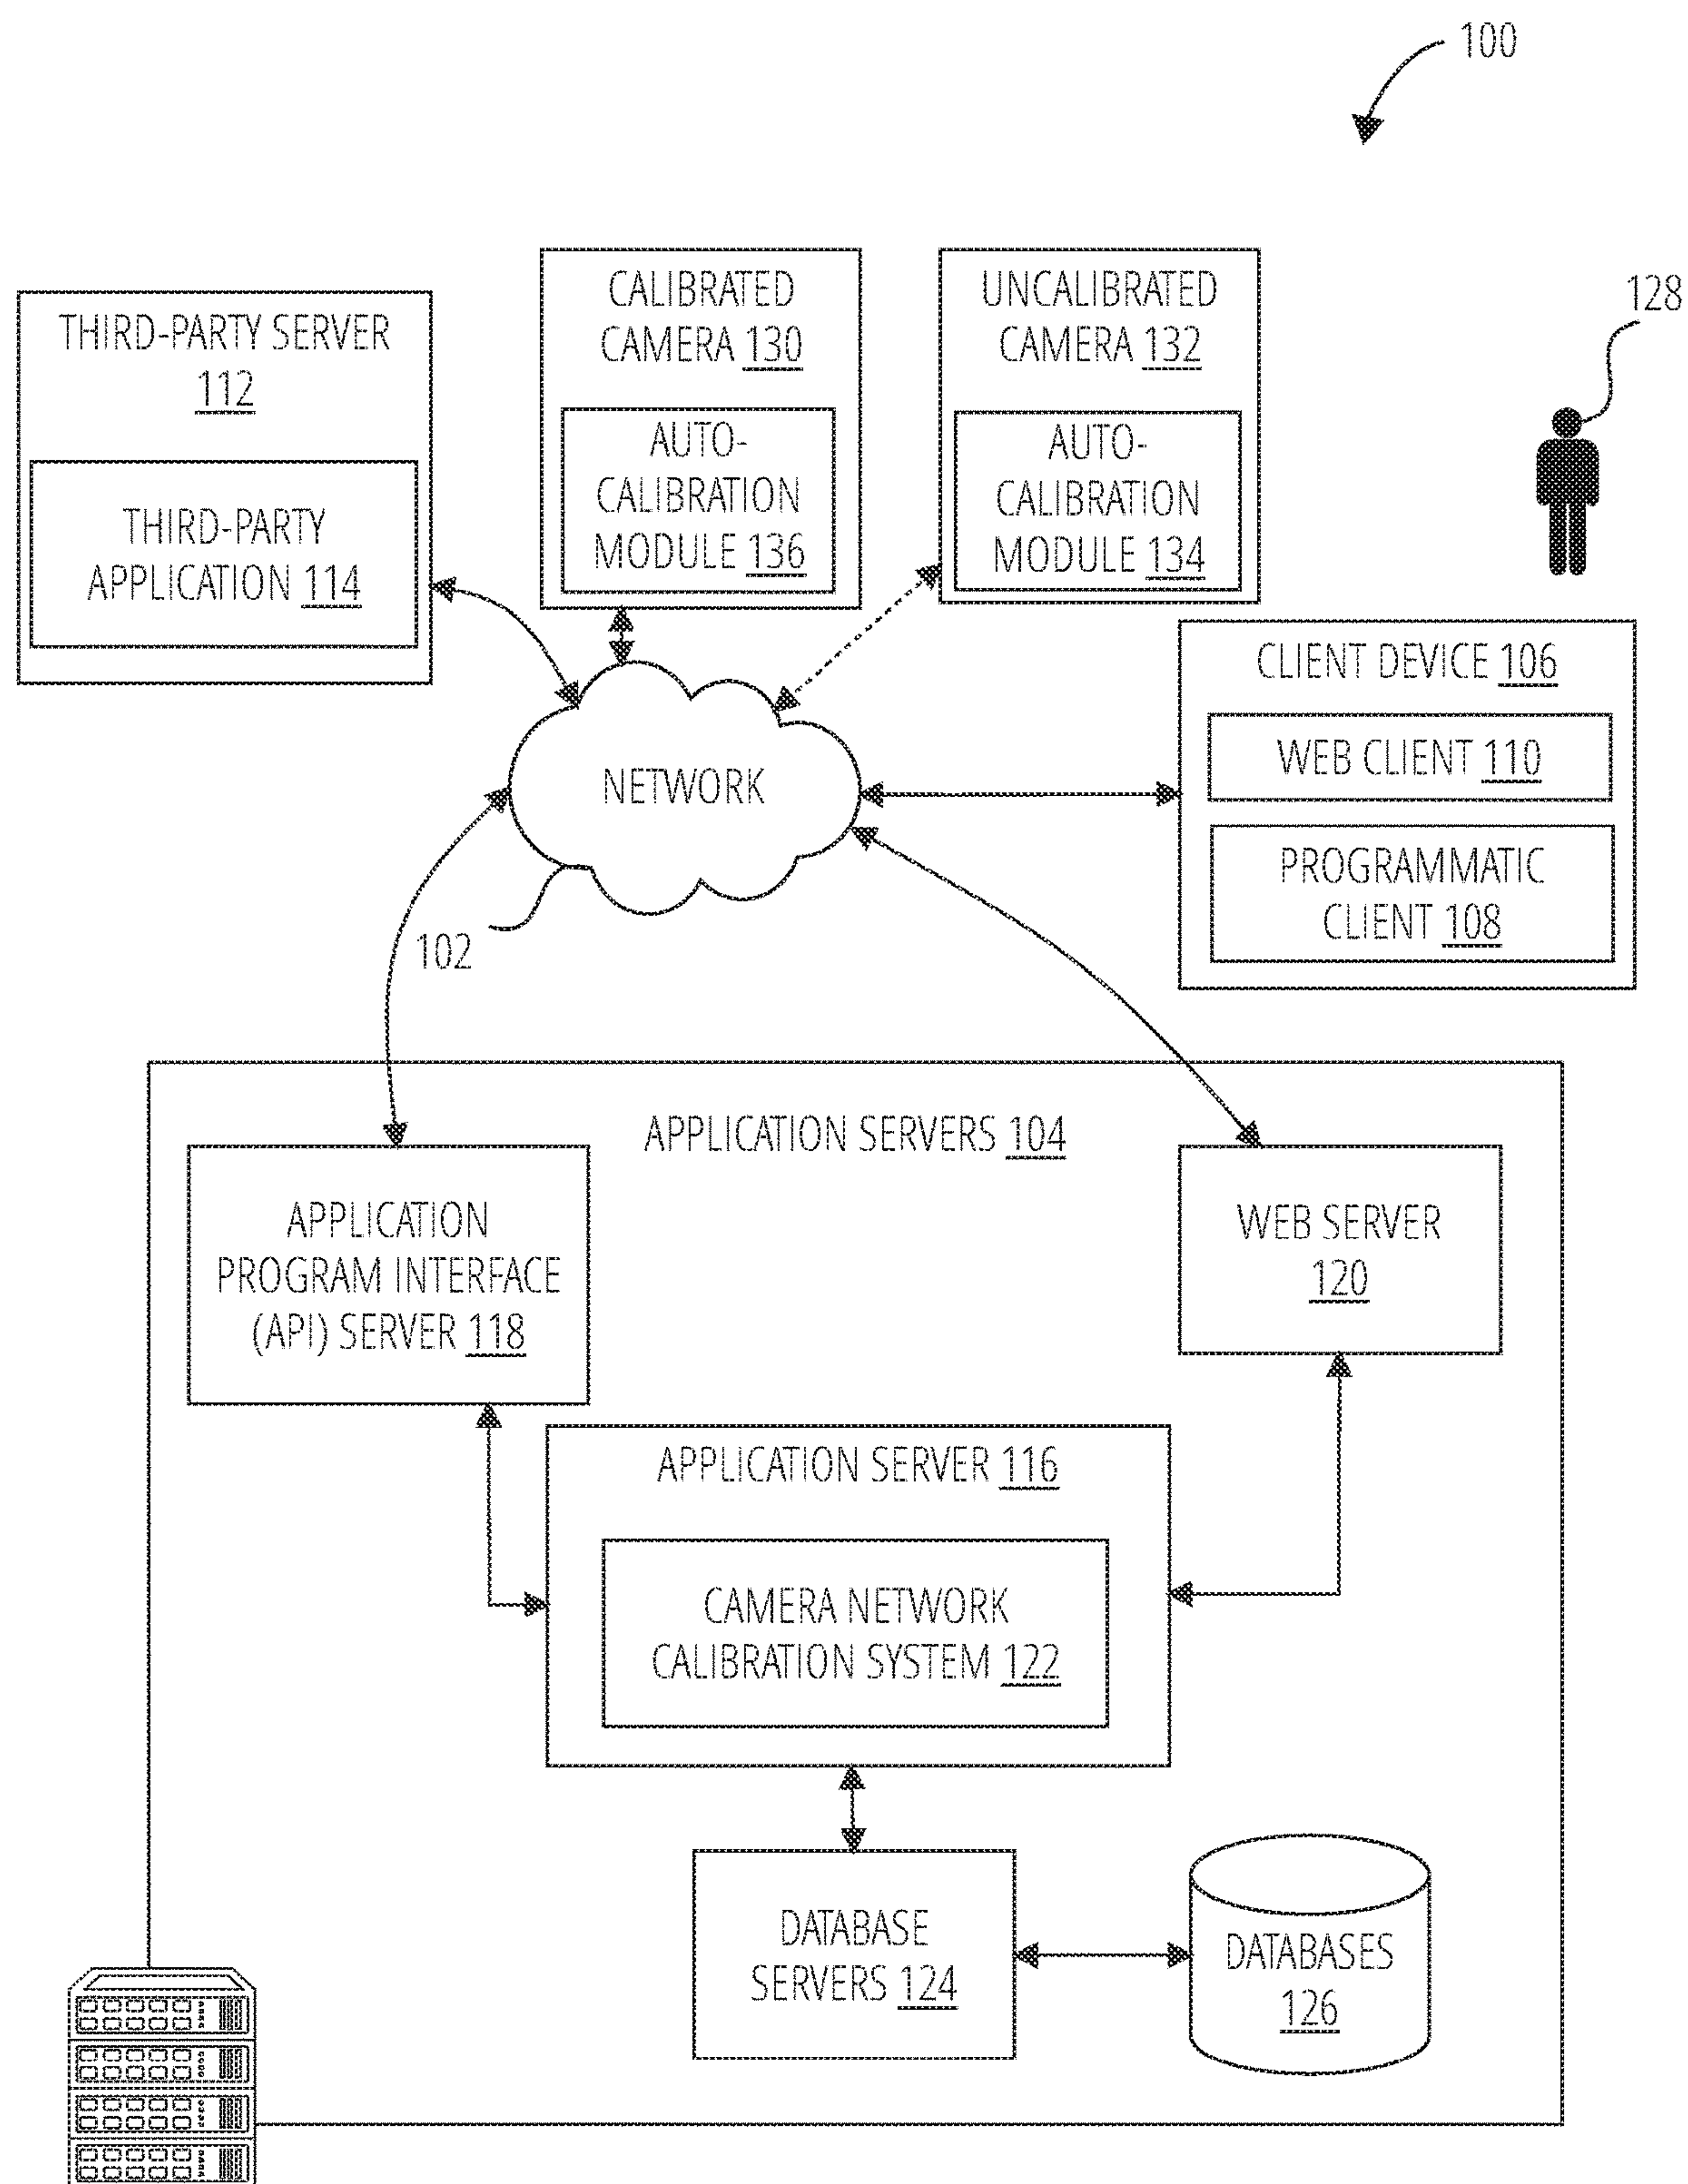 100
CALIBRATED
CAMERA 130
AUTO-
CALIBRATION
MODULE 136
UNCALIBRATED
CAMERA 132
AUTO-
CALIBRATION
MODULE 134
128
THIRD-PARTY SERVER
112
THIRD-PARTY
APPLICATION 114
CLIENT DEVICE 106
WEB CLIENT 110
PROGRAMMATIC
CLIENT 108
NETWORK
102
APPLICATION SERVERS 104
APPLICATION
PROGRAM INTERFACE
(API) SERVER 118
WEB SERVER
120
APPLICATION SERVER 116
CAMERA NETWORK
CALIBRATION SYSTEM 122
DATABASE
SERVERS 124
DATABASES
126